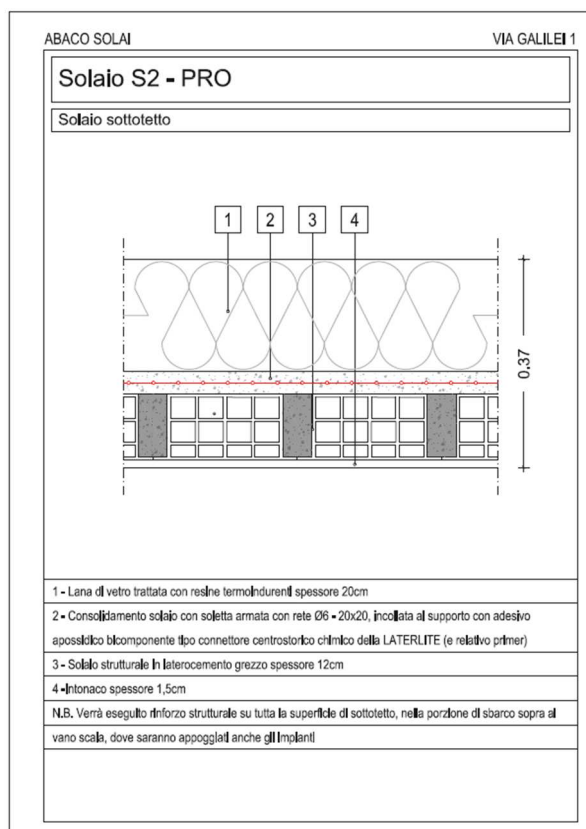 ABACO SOLAI
VIA GALILEI 1
Solaio S2 - PRO
Solaio sottotetto
1
2
3
4
0.37
1 - Lana di vetro trattata con resine termoindurenti spessore 20cm
2 - Consolidamento solaio con soletta armata con rete Ø6 - 20x20, incollata al supporto con adesivo
apossidico bicomponente tipo connettore centrostorico chimico della LATERLITE (e relativo primer)
3 - Solaio strutturale in laterocemento grezzo spessore 12cm
4 -Intonaco spessore 1,5cm
N.B. Verrà eseguito rinforzo strutturale su tutta la superficie di sottotetto, nella porzione di sbarco sopra al
vano scala, dove saranno appoggiati anche gli impianti